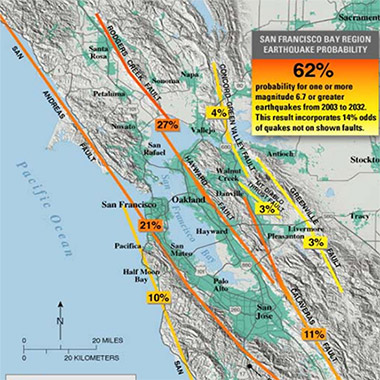 SAN FRANCISCO BAY REGION
EARTHQUAKE PROBABILITY
62%
probability for one or more
magnitude 6.7 or greater
earthquakes from 2003 to 2032.
This result incorporates 14% odds
of quakes not on shown faults.
Sacramento
SAN
ANDREAS
FAULT
RODGERS CREEK FAULT
Santa
Rosa
Sonoma
Napa
Petaluma
CONCORD-GREEN VALLEY FAULT
4%
27%
Novato
Vallejo
San
Rafael
HAYWARD
FAULT
Antioch
Stockto
Walnut
Creek
Danville
MT. DIABLO
THRUST FAULT
3%
GREENVILLE
FAULT
3%
Tracy
Livermore
Pleasanton
Pacific Ocean
San Francisco
Oakland
San Francisco
Bay
21%
Hayward
Pacifica
San
Mateo
Half Moon
Bay
10%
Palo
Alto
San
Jose
CALAVERAS
FAULT
11%
SAN
N
0
20 MILES
0
20 KILOMETERS